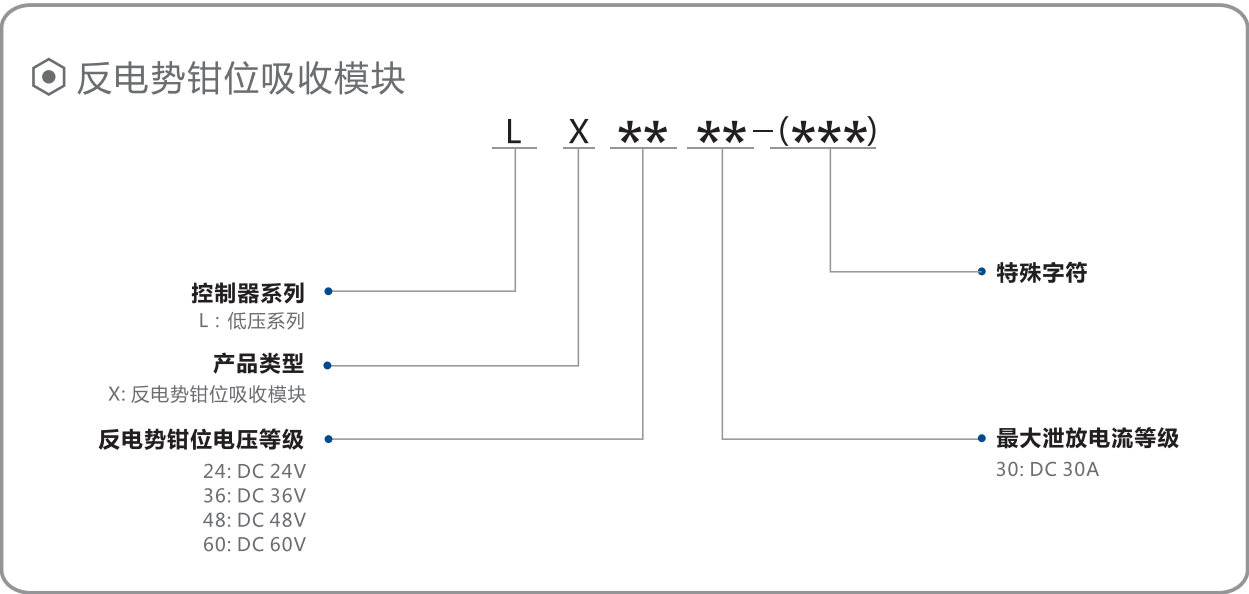 反电势钳位吸收模块
L X ** **-(***)
控制器系列
L：低压系列
产品类型
X: 反电势钳位吸收模块
反电势钳位电压等级
24: DC 24V
36: DC 36V
48: DC 48V
60: DC 60V
特殊字符
最大泄放电流等级
30: DC 30A